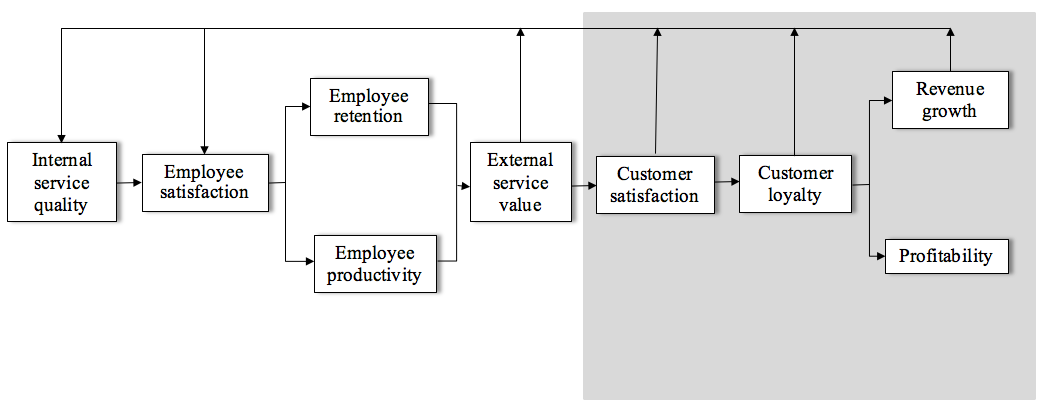 Internal
service
quality
Employee
satisfaction
Employee
retention
Employee
productivity
External
service
value
Customer
satisfaction
Customer
loyalty
Revenue
growth
Profitability